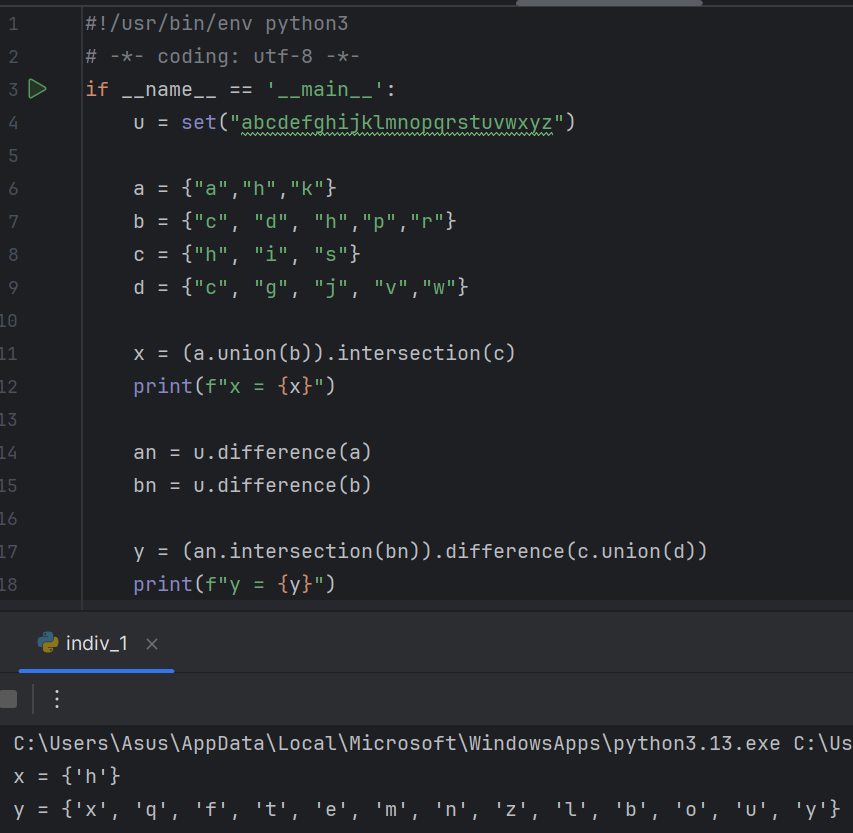 1 #!/usr/bin/env python3
2 # -*- coding: utf-8 -*-
3 if __name__ == '__main__':
4     u = set("abcdefghijklmnopqrstuvwxyz")
5
6     a = {"a","h","k"}
7     b = {"c", "d", "h","p","r"}
8     c = {"h", "i", "s"}
9     d = {"c", "g", "j", "v","w"}
10
11     x = (a.union(b)).intersection(c)
12     print(f"x = {x}")
13
14     an = u.difference(a)
15     bn = u.difference(b)
16
17     y = (an.intersection(bn)).difference(c.union(d))
18     print(f"y = {y}")
indiv_1
C:\Users\Asus\AppData\Local\Microsoft\WindowsApps\python3.13.exe C:\Us
x = {'h'}
y = {'x', 'q', 'f', 't', 'e', 'm', 'n', 'z', 'l', 'b', 'o', 'u', 'y'}